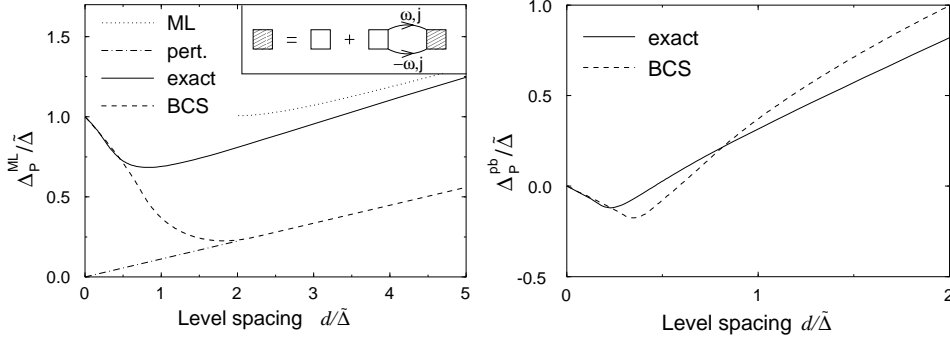 ML
pert.
exact
BCS
ω,j
= +
−ω,j
1.5
1.0
0.5
0.0
Δ_P^ML/Δ̃
0 1 2 3 4 5
Level spacing d/Δ̃
exact
BCS
1.0
0.5
0.0
-0.5
Δ_P^pb/Δ̃
0 1 2
Level spacing d/Δ̃